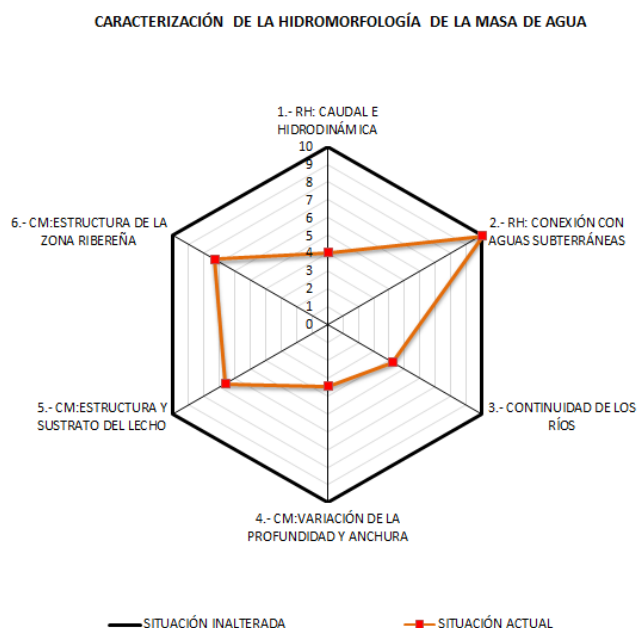 CARACTERIZACIÓN DE LA HIDROMORFOLOGÍA DE LA MASA DE AGUA
1.- RH: CAUDAL E
HIDRODINÁMICA
10
9
8
7
6
5
4
3
2
1
0
2.- RH: CONEXIÓN CON
AGUAS SUBTERRÁNEAS
3.- CONTINUIDAD DE LOS
RÍOS
4.- CM:VARIACIÓN DE LA
PROFUNDIDAD Y ANCHURA
5.- CM:ESTRUCTURA Y
SUSTRATO DEL LECHO
6.- CM:ESTRUCTURA DE LA
ZONA RIBEREÑA
SITUACIÓN INALTERADA
SITUACIÓN ACTUAL